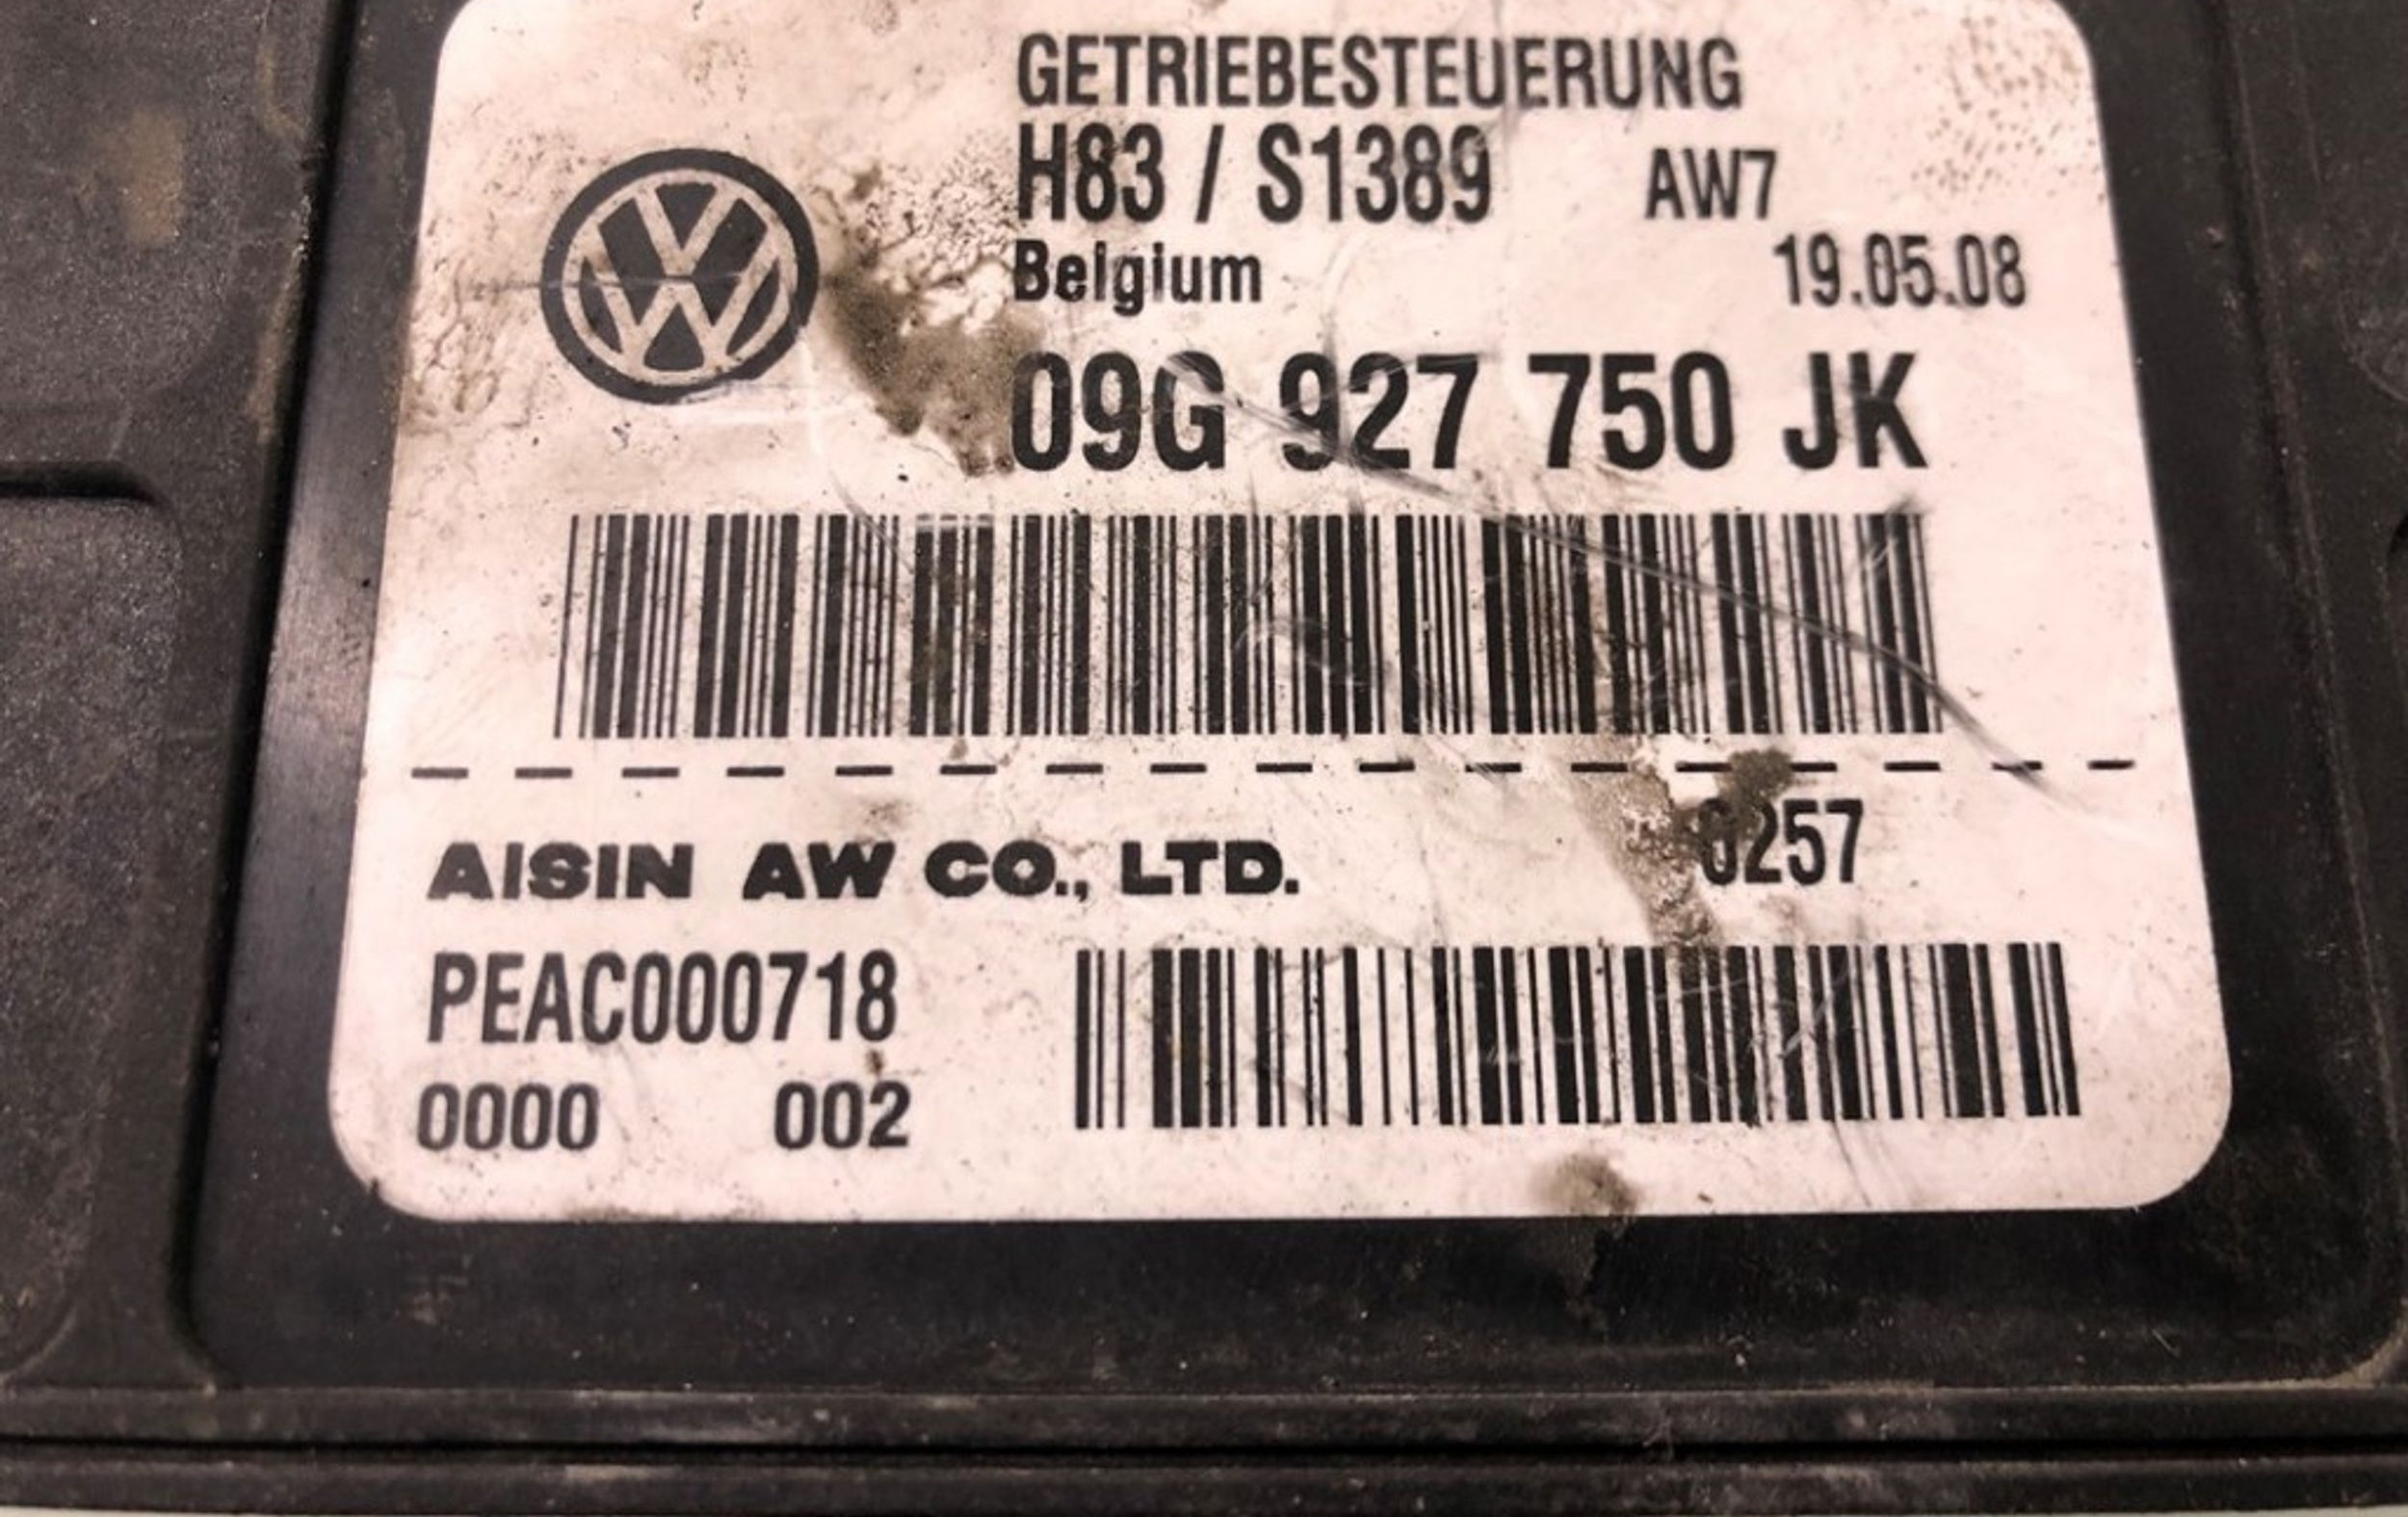 GETRIEBESTEUERUNG
H83 / S1389 AW7
Belgium 19.05.08
09G 927 750 JK
AISIN AW CO., LTD.
PEAC000718
0000 002